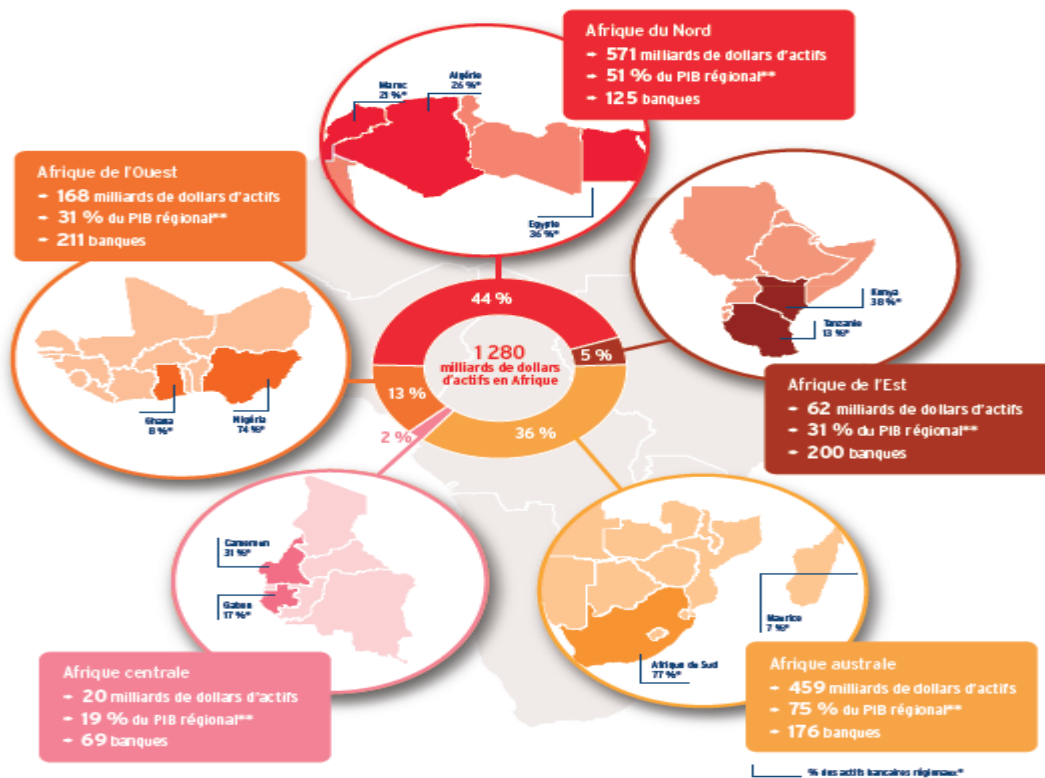 Afrique du Nord
→ 571 milliards de dollars d'actifs
→ 51 % du PIB régional**
→ 125 banques
Maroc
21 %*
Algérie
26 %*
Egypte
36 %*
Afrique de l'Ouest
→ 168 milliards de dollars d'actifs
→ 31 % du PIB régional**
→ 211 banques
Ghana
8 %*
Nigéria
74 %*
Kenya
38 %*
Tanzanie
13 %*
Afrique de l'Est
→ 62 milliards de dollars d'actifs
→ 31 % du PIB régional**
→ 200 banques
44 %
5 %
13 %
2 %
36 %
1 280
milliards de dollars
d'actifs en Afrique
Cameroun
31 %*
Gabon
17 %*
Afrique centrale
→ 20 milliards de dollars d'actifs
→ 19 % du PIB régional**
→ 69 banques
Maurice
7 %*
Afrique du Sud
77 %*
Afrique australe
→ 459 milliards de dollars d'actifs
→ 75 % du PIB régional**
→ 176 banques
% des actifs bancaires régionaux*